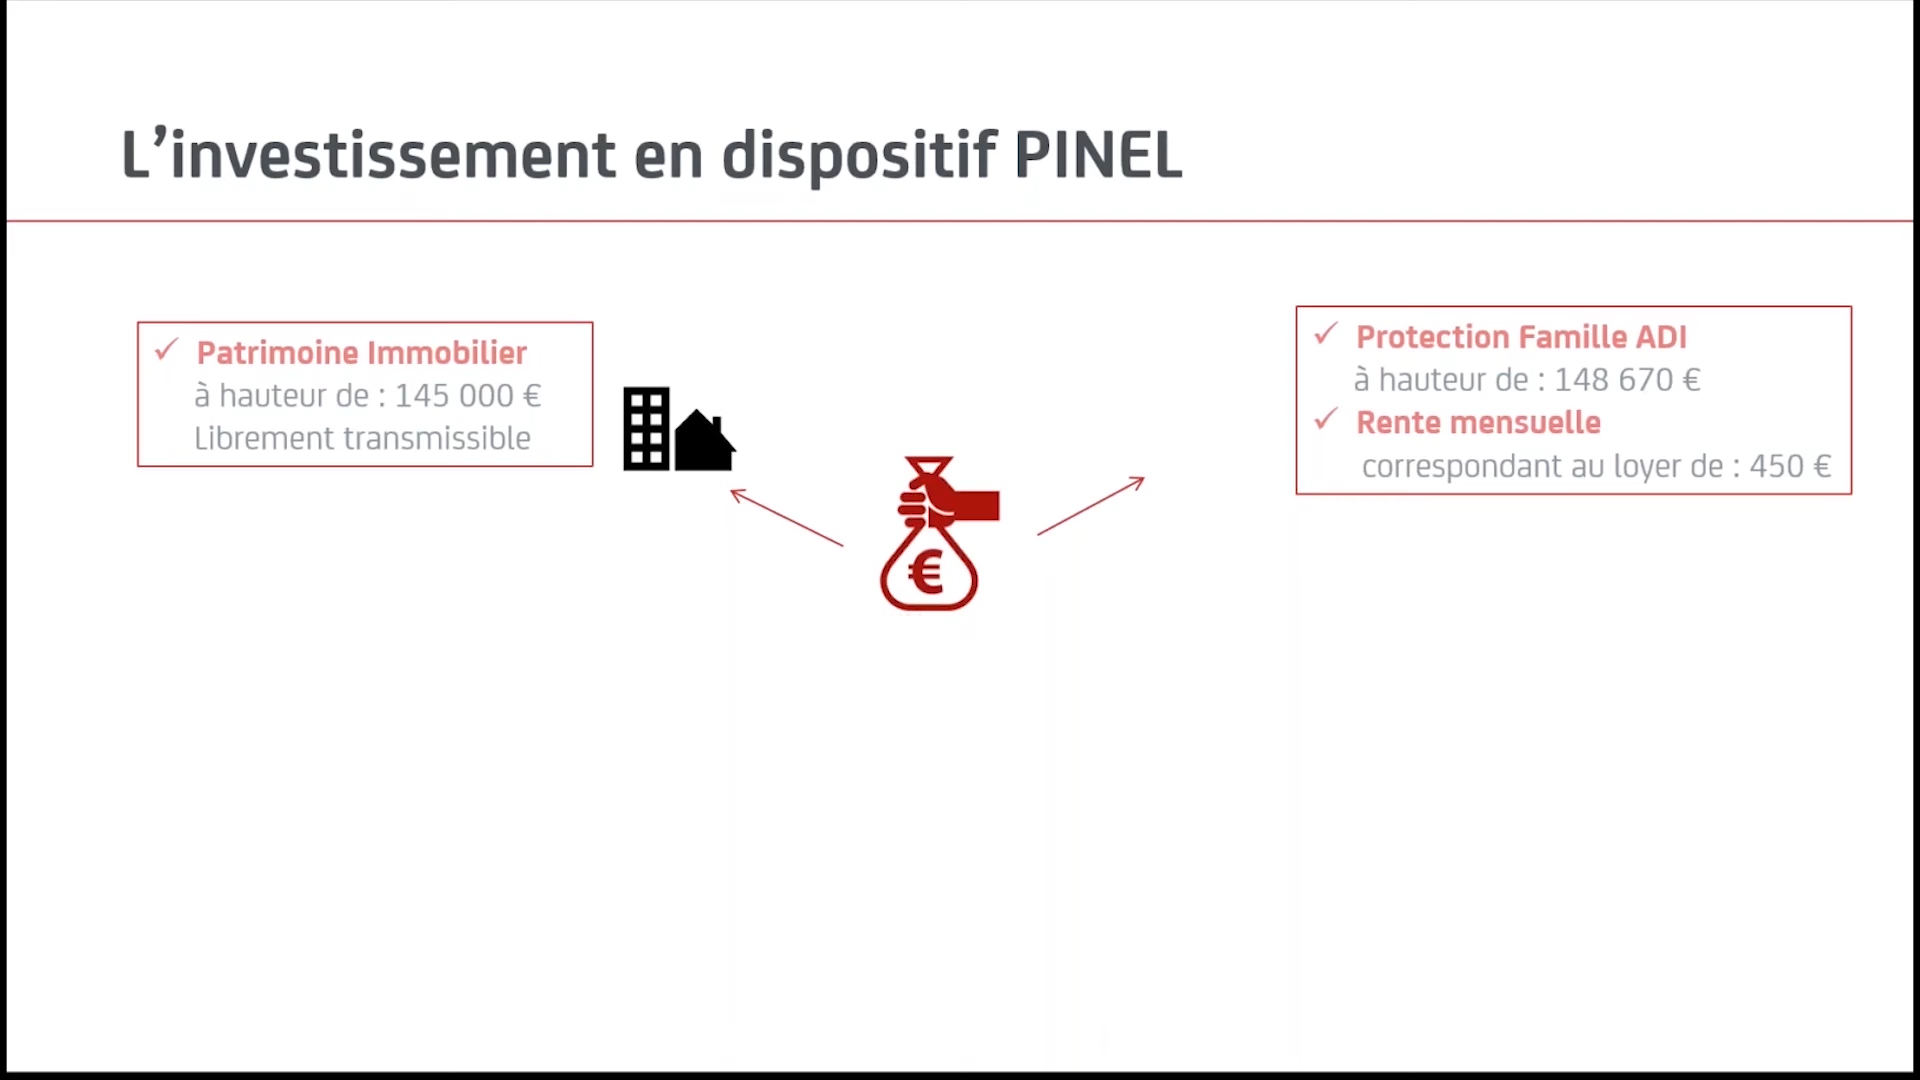 L’investissement en dispositif PINEL
✓ Patrimoine Immobilier
à hauteur de : 145 000 €
Librement transmissible
€
✓ Protection Famille ADI
à hauteur de : 148 670 €
✓ Rente mensuelle
correspondant au loyer de : 450 €